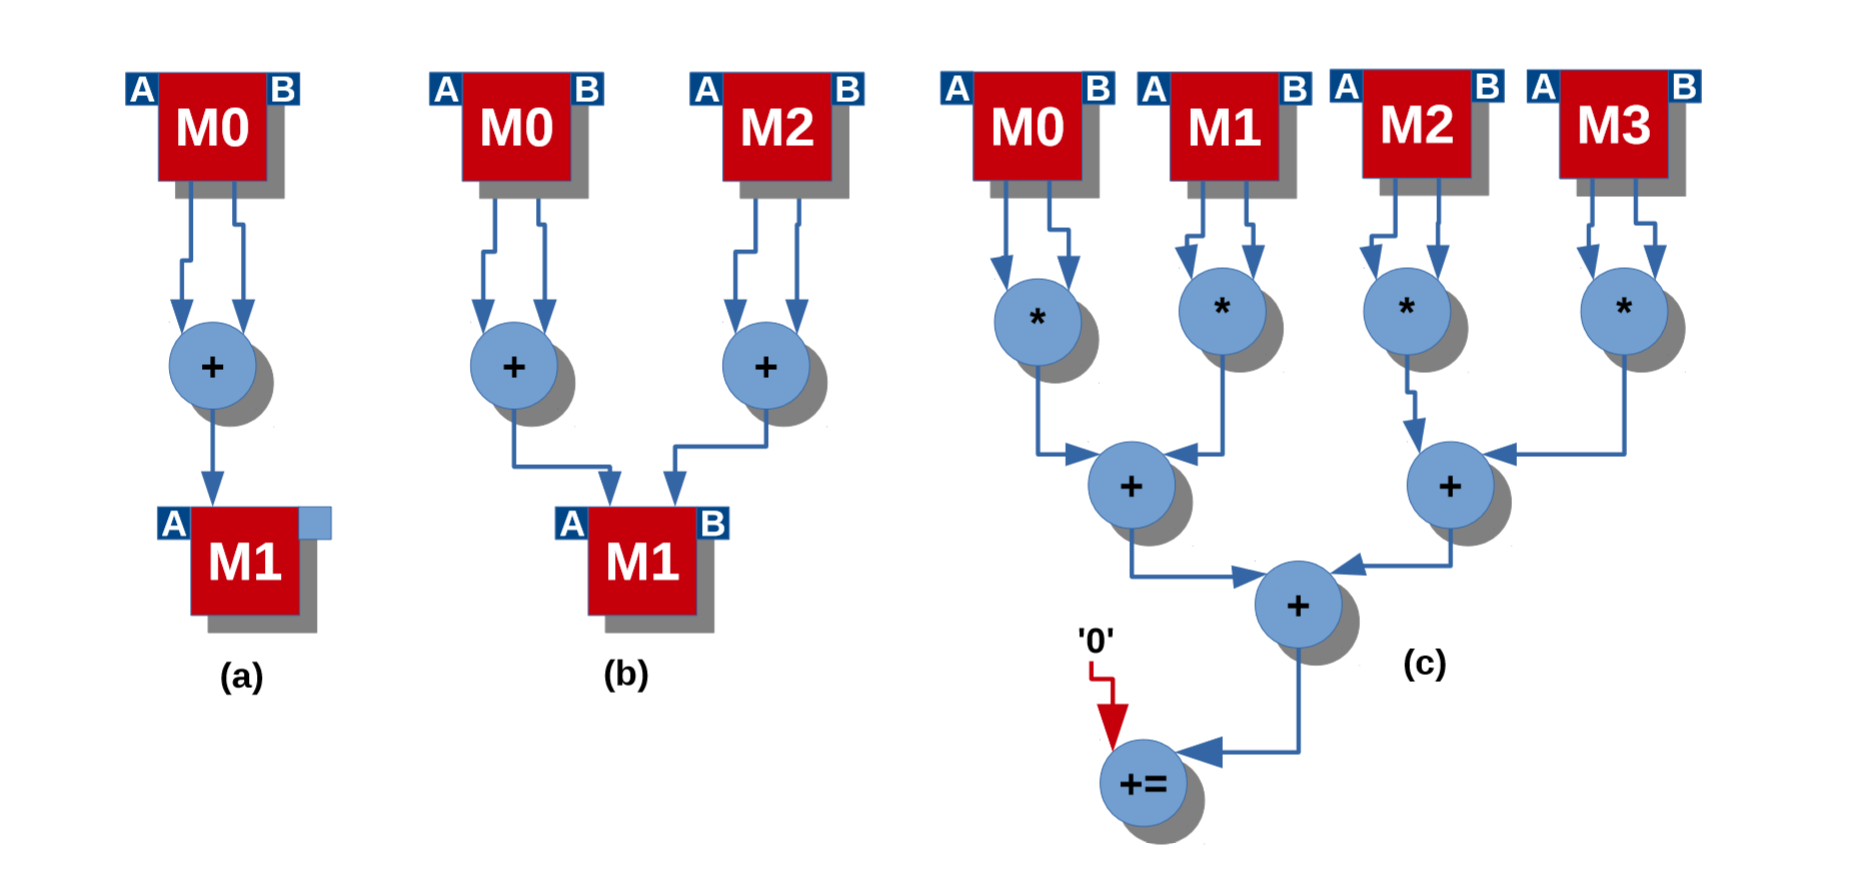 A M0 B
+
A M1
(a)
A M0 B
A M2 B
+ +
A M1 B
(b)
A M0 B
A M1 B
A M2 B
A M3 B
* * * *
+ +
+
'0'
+=
(c)